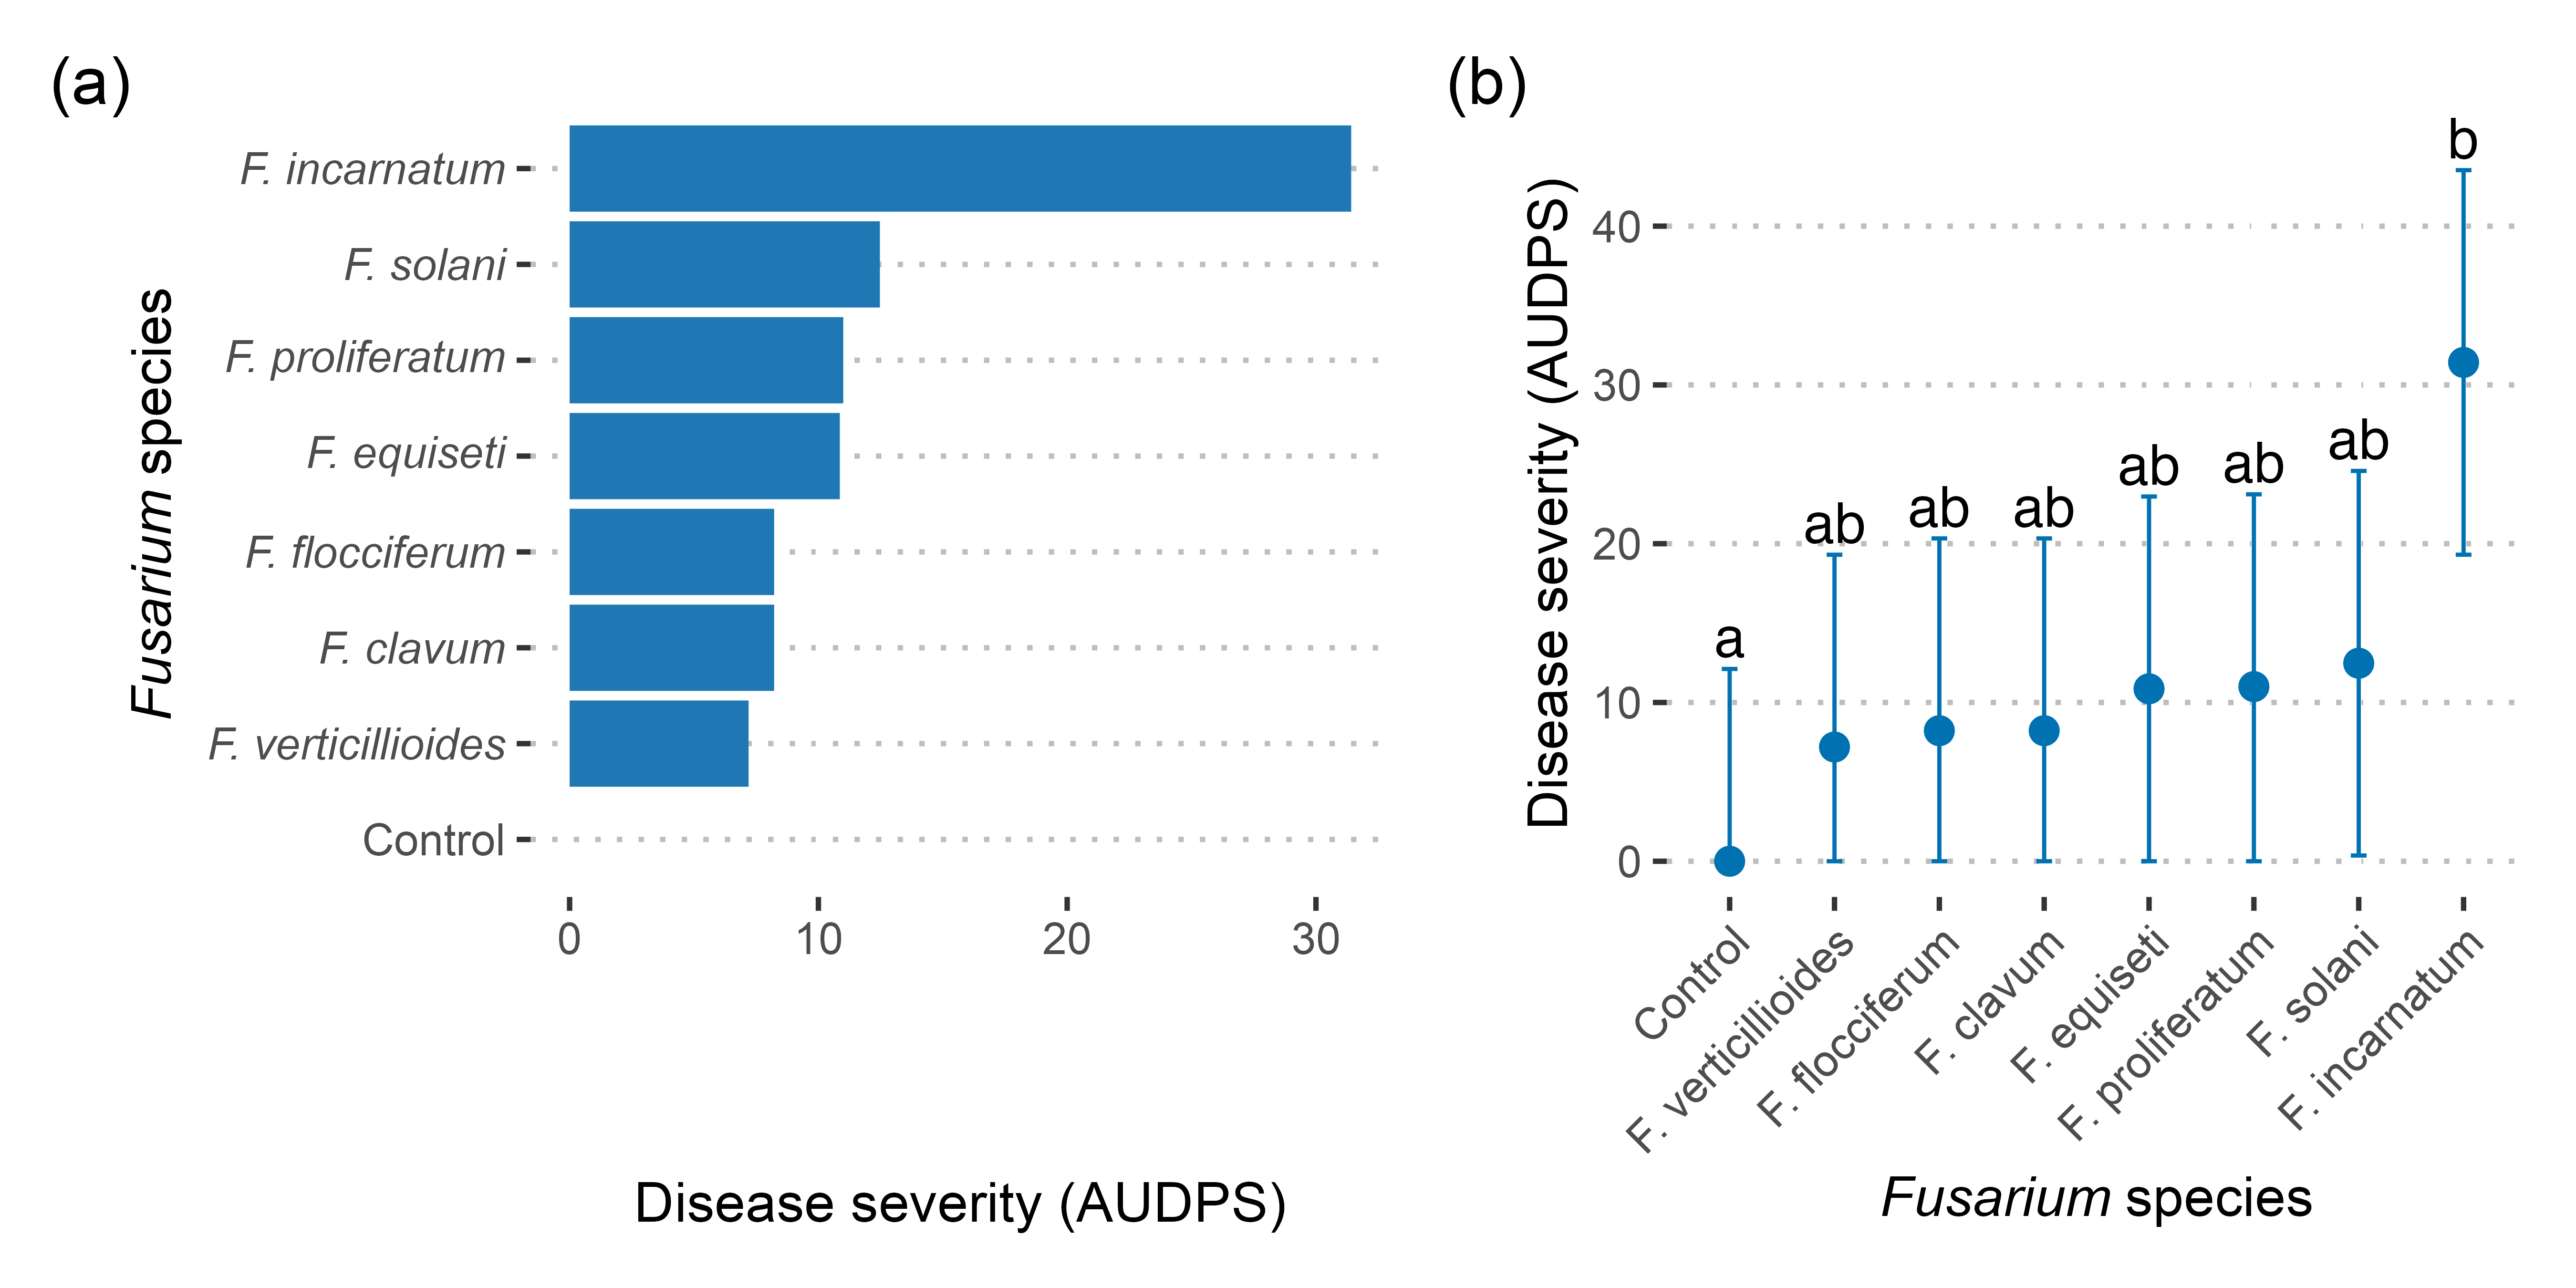 (a)
Fusarium species
F. incarnatum
F. solani
F. proliferatum
F. equiseti
F. flocciferum
F. clavum
F. verticillioides
Control
0 10 20 30
Disease severity (AUDPS)
(b)
Disease severity (AUDPS)
40
30
20
10
0
a ab ab ab ab ab ab b
Control
F. verticillioides
F. flocciferum
F. clavum
F. equiseti
F. proliferatum
F. solani
F. incarnatum
Fusarium species